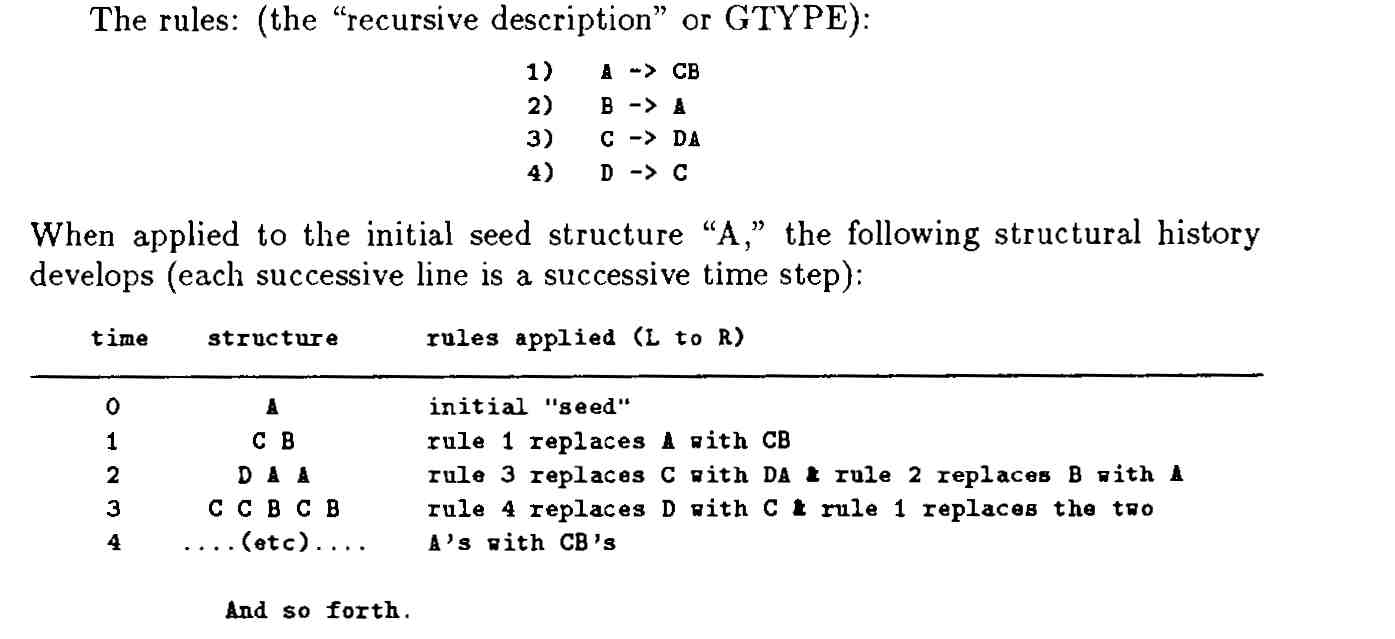 The rules: (the “recursive description” or GTYPE):
1) A -> CB
2) B -> A
3) C -> DA
4) D -> C
When applied to the initial seed structure “A,” the following structural history
develops (each successive line is a successive time step):
time structure rules applied (L to R)
0 A initial "seed"
1 C B rule 1 replaces A with CB
2 D A A rule 3 replaces C with DA & rule 2 replaces B with A
3 C C B C B rule 4 replaces D with C & rule 1 replaces the two
4 ....(etc).... A's with CB's
And so forth.